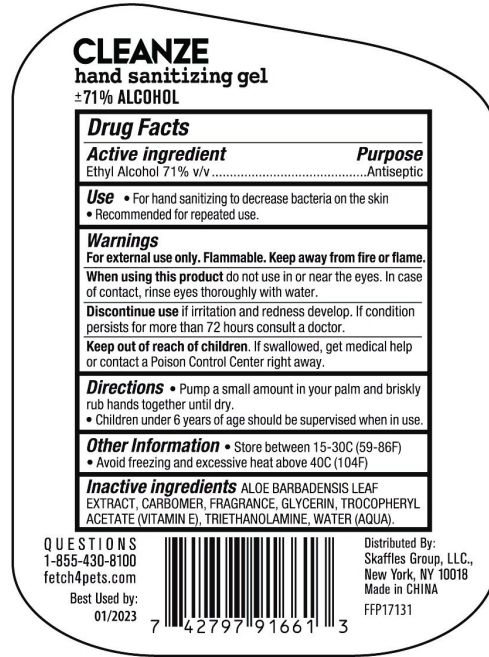 CLEANZE
hand sanitizing gel
±71% ALCOHOL
Drug Facts
Active ingredient Purpose
Ethyl Alcohol 71% v/v............................................Antiseptic
Use • For hand sanitizing to decrease bacteria on the skin
• Recommended for repeated use.
Warnings
For external use only. Flammable. Keep away from fire or flame.
When using this product do not use in or near the eyes. In case
of contact, rinse eyes thoroughly with water.
Discontinue use if irritation and redness develop. If condition
persists for more than 72 hours consult a doctor.
Keep out of reach of children. If swallowed, get medical help
or contact a Poison Control Center right away.
Directions • Pump a small amount in your palm and briskly
rub hands together until dry.
• Children under 6 years of age should be supervised when in use.
Other Information • Store between 15-30C (59-86F)
• Avoid freezing and excessive heat above 40C (104F)
Inactive ingredients ALOE BARBADENSIS LEAF
EXTRACT, CARBOMER, FRAGRANCE, GLYCERIN, TROCOPHERYL
ACETATE (VITAMIN E), TRIETHANOLAMINE, WATER (AQUA).
QUESTIONS
1-855-430-8100
fetch4pets.com
Best Used by:
01/2023
7 42797 91661 3
Distributed By:
Skaffles Group, LLC.,
New York, NY 10018
Made in CHINA
FFP17131